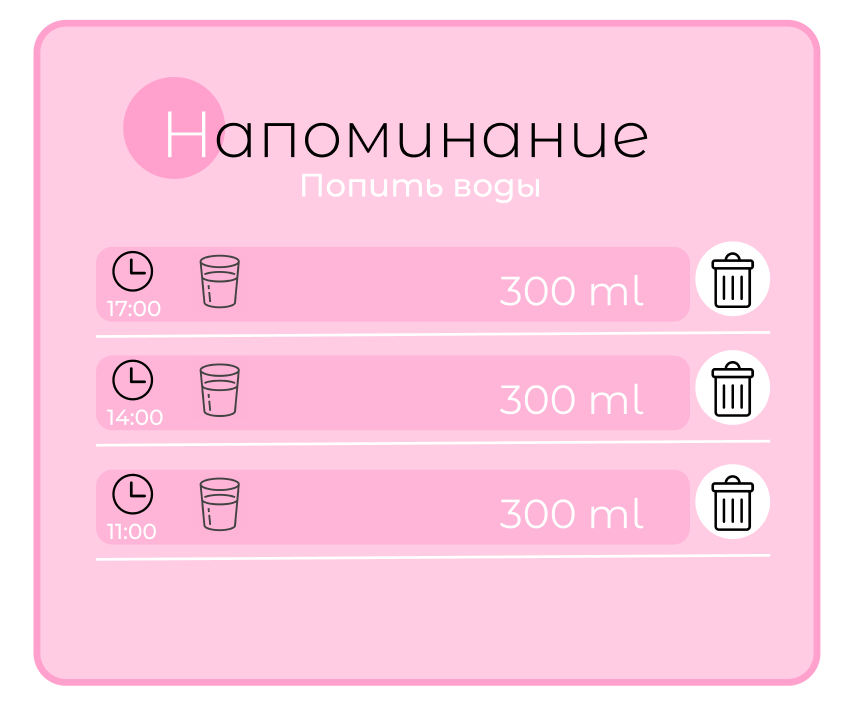 Напоминание
Попить воды
17:00 300 ml
14:00 300 ml
11:00 300 ml